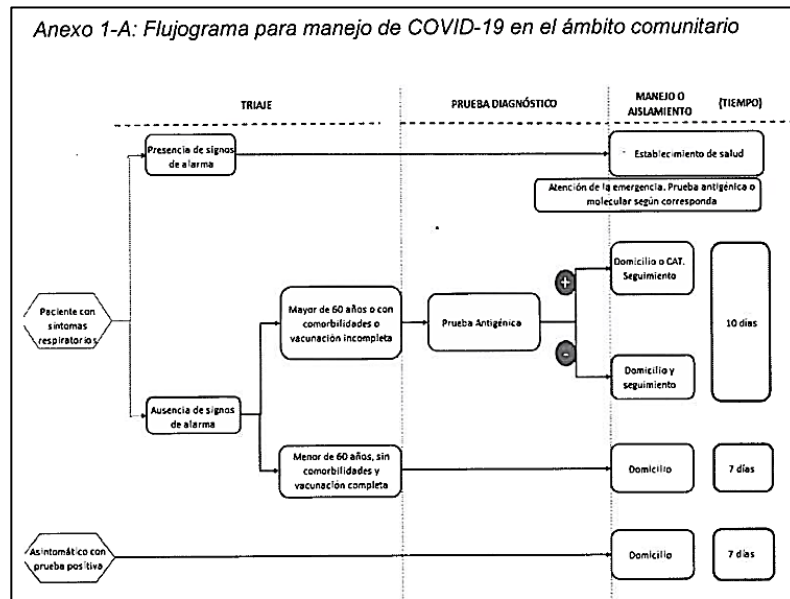 Anexo 1-A: Flujograma para manejo de COVID-19 en el ámbito comunitario
TRIAJE
PRUEBA DIAGNÓSTICO
MANEJO O
AISLAMIENTO
(TIEMPO)
Presencia de signos
de alarma
Establecimiento de salud
Atención de la emergencia. Prueba antigénica o
molecular según corresponda
Paciente con
síntomas
respiratorios
Mayor de 60 años o con
comorbilidades o
vacunación incompleta
Prueba Antigénica
+
Domicilio o CAT.
Seguimiento
10 días
-
Domicilio y
seguimiento
Ausencia de signos
de alarma
Menor de 60 años, sin
comorbilidades y
vacunación completa
Domicilio
7 días
Asintomático con
prueba positiva
Domicilio
7 días